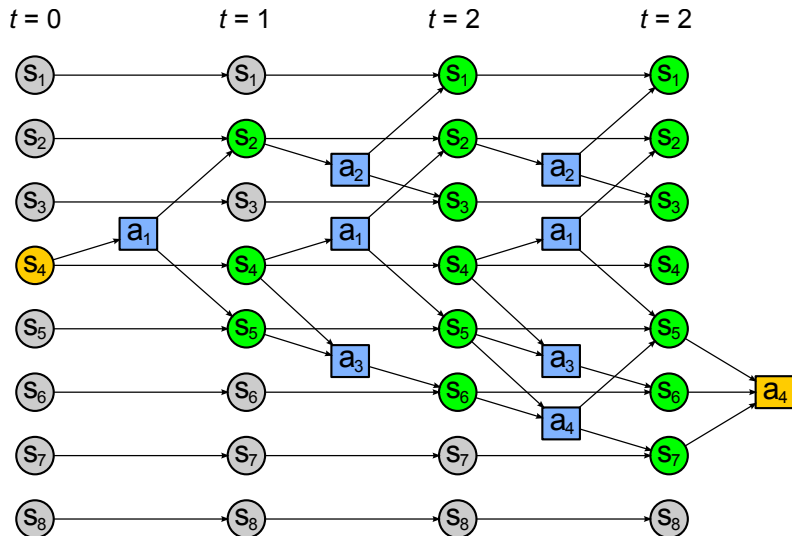 t = 0 t = 1 t = 2 t = 2
s1 s1 s1 s1
s2 s2 s2 s2
a2 a2
s3 s3 s3 s3
a1 a1 a1
s4 s4 s4 s4
s5 s5 s5 s5
a3 a3
s6 s6 s6 s6 a4
a4
s7 s7 s7 s7
s8 s8 s8 s8